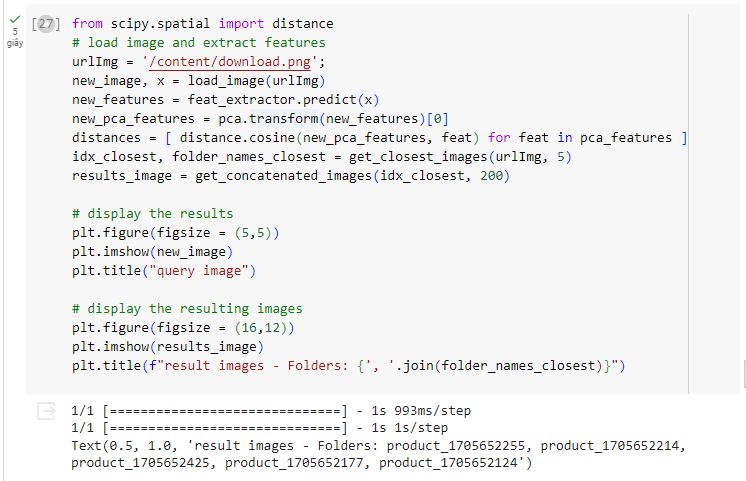 [27] from scipy.spatial import distance
5
giây
# load image and extract features
urlImg = '/content/download.png';
new_image, x = load_image(urlImg)
new_features = feat_extractor.predict(x)
new_pca_features = pca.transform(new_features)[0]
distances = [ distance.cosine(new_pca_features, feat) for feat in pca_features ]
idx_closest, folder_names_closest = get_closest_images(urlImg, 5)
results_image = get_concatenated_images(idx_closest, 200)
# display the results
plt.figure(figsize = (5,5))
plt.imshow(new_image)
plt.title("query image")
# display the resulting images
plt.figure(figsize = (16,12))
plt.imshow(results_image)
plt.title(f"result images - Folders: {', '.join(folder_names_closest)}")
1/1 [==============================] - 1s 993ms/step
1/1 [==============================] - 1s 1s/step
Text(0.5, 1.0, 'result images - Folders: product_1705652255, product_1705652214,
product_1705652425, product_1705652177, product_1705652124')